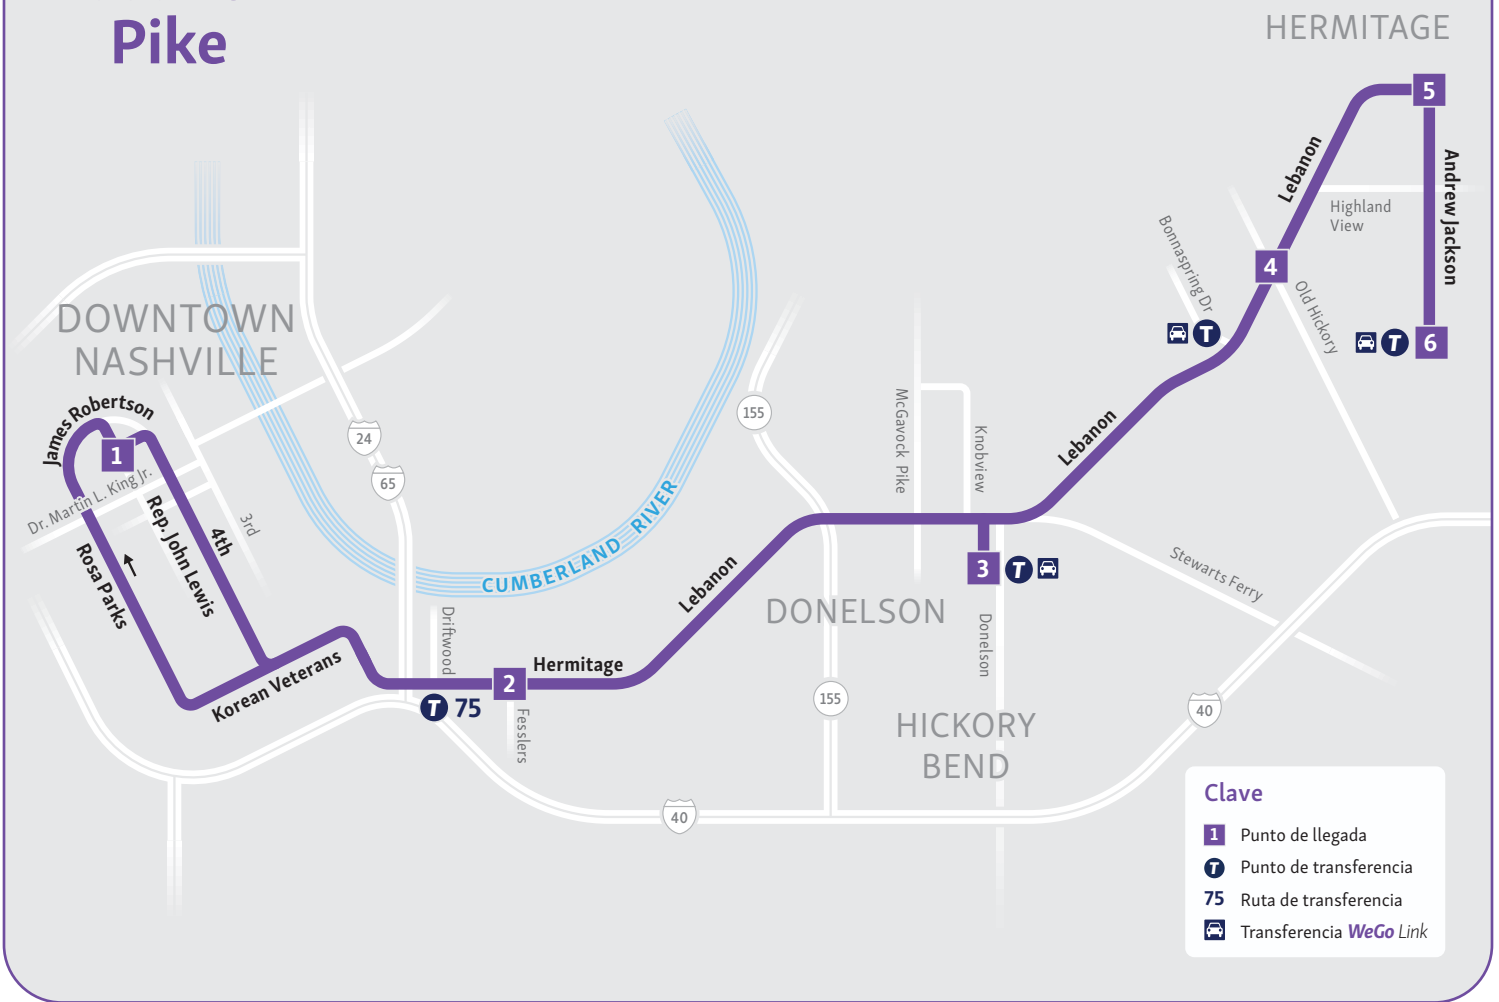 Pike
HERMITAGE
5
Lebanon
Andrew Jackson
Highland
View
Bonnaspring Dr
4
Old Hickory
T
T
6
DOWNTOWN
NASHVILLE
James Robertson
1
Dr. Martin L. King Jr.
Rep. John Lewis
4th
3rd
Rosa Parks
24
65
155
McGavock Pike
Knobview
Lebanon
CUMBERLAND RIVER
3
T
Stewarts Ferry
Lebanon
DONELSON
Donelson
Driftwood
Hermitage
2
Korean Veterans
T 75
Fesslers
155
HICKORY
BEND
40
40
Clave
1 Punto de llegada
T Punto de transferencia
75 Ruta de transferencia
Transferencia WeGo Link